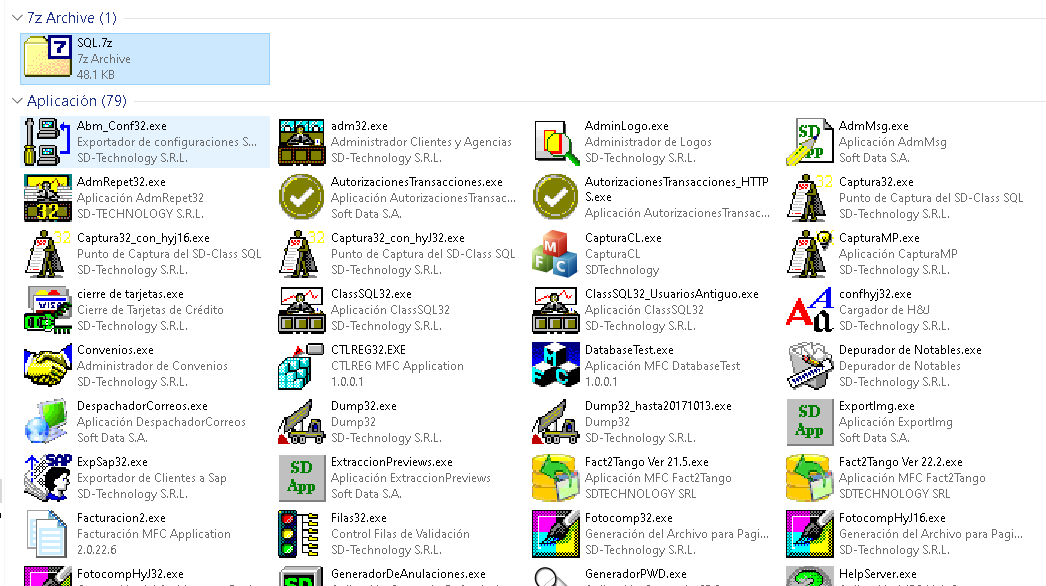 7z Archive (1)
SQL.7z
7z Archive
48.1 KB
Aplicación (79)
Abm_Conf32.exe
Exportador de configuraciones S...
SD-Technology S.R.L.
adm32.exe
Administrador Clientes y Agencias
SD-Technology S.R.L.
AdminLogo.exe
Administrador de Logos
SD-Technology S.R.L.
AdmMsg.exe
Aplicación AdmMsg
Soft Data S.A.
AdmRepet32.exe
Aplicación AdmRepet32
SD-TECHNOLOGY S.R.L.
AutorizacionesTransacciones.exe
Aplicación AutorizacionesTransac...
Soft Data S.A.
AutorizacionesTransacciones_HTTP
S.exe
Aplicación AutorizacionesTransac...
Captura32.exe
Punto de Captura del SD-Class SQL
SD-Technology S.R.L.
Captura32_con_hyj16.exe
Punto de Captura del SD-Class SQL
SD-Technology S.R.L.
Captura32_con_hyJ32.exe
Punto de Captura del SD-Class SQL
SD-Technology S.R.L.
CapturaCL.exe
CapturaCL
SDTechnology
CapturaMP.exe
Aplicación CapturaMP
SD-Technology S.R.L.
cierre de tarjetas.exe
Cierre de Tarjetas de Crédito
SD-Technology S.R.L.
ClassSQL32.exe
Aplicación ClassSQL32
SD-Technology S.R.L.
ClassSQL32_UsuariosAntiguo.exe
Aplicación ClassSQL32
SD-Technology S.R.L.
confhyj32.exe
Cargador de H&J
SD-Technology S.R.L.
Convenios.exe
Administrador de Convenios
SD-Technology S.R.L.
CTLREG32.EXE
CTLREG MFC Application
1.0.0.1
DatabaseTest.exe
Aplicación MFC DatabaseTest
1.0.0.1
Depurador de Notables.exe
Depurador de Notables
SD-Technology S.R.L.
DespachadorCorreos.exe
Aplicación DespachadorCorreos
Soft Data S.A.
Dump32.exe
Dump32
SD-Technology S.R.L.
Dump32_hasta20171013.exe
Dump32
SD-Technology S.R.L.
SD
App
ExportImg.exe
Aplicación ExportImg
Soft Data S.A.
SAP
ExpSap32.exe
Exportador de Clientes a Sap
SD-Technology S.R.L.
SD
App
ExtraccionPreviews.exe
Aplicación ExtraccionPreviews
Soft Data S.A.
Fact2Tango Ver 21.5.exe
Aplicación MFC Fact2Tango
SDTECHNOLOGY SRL
Fact2Tango Ver 22.2.exe
Aplicación MFC Fact2Tango
SDTECHNOLOGY SRL
Facturacion2.exe
Facturación MFC Application
2.0.22.6
Filas32.exe
Control Filas de Validación
SD-Technology S.R.L.
Fotocomp32.exe
Generación del Archivo para Pagi...
SD-Technology S.R.L.
FotocompHyJ16.exe
Generación del Archivo para Pagi...
SD-Technology S.R.L.
FotocompHyJ32.exe
GeneradorDeAnulaciones.exe
GeneradorPWD.exe
HelpServer.exe